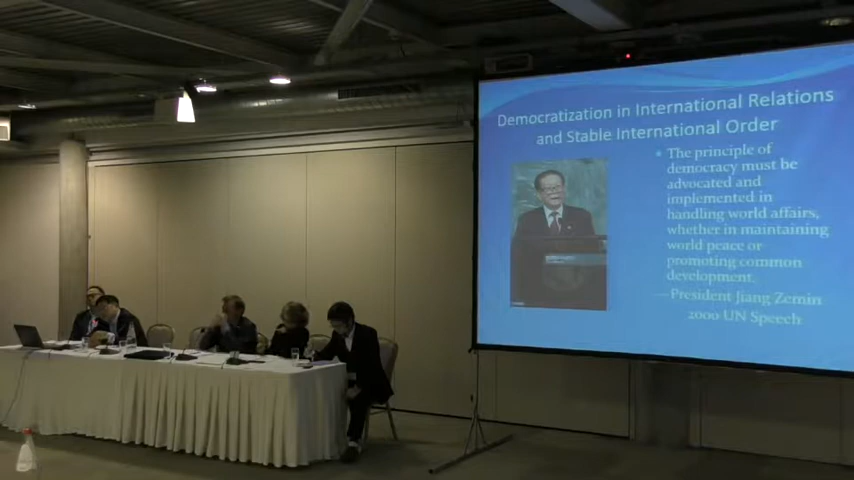 Democratization in International Relations
and Stable International Order
The principle of
democracy must be
advocated and
implemented in
handling world affairs,
whether in maintaining
world peace or
promoting common
development.
—President Jiang Zemin
2000 UN Speech